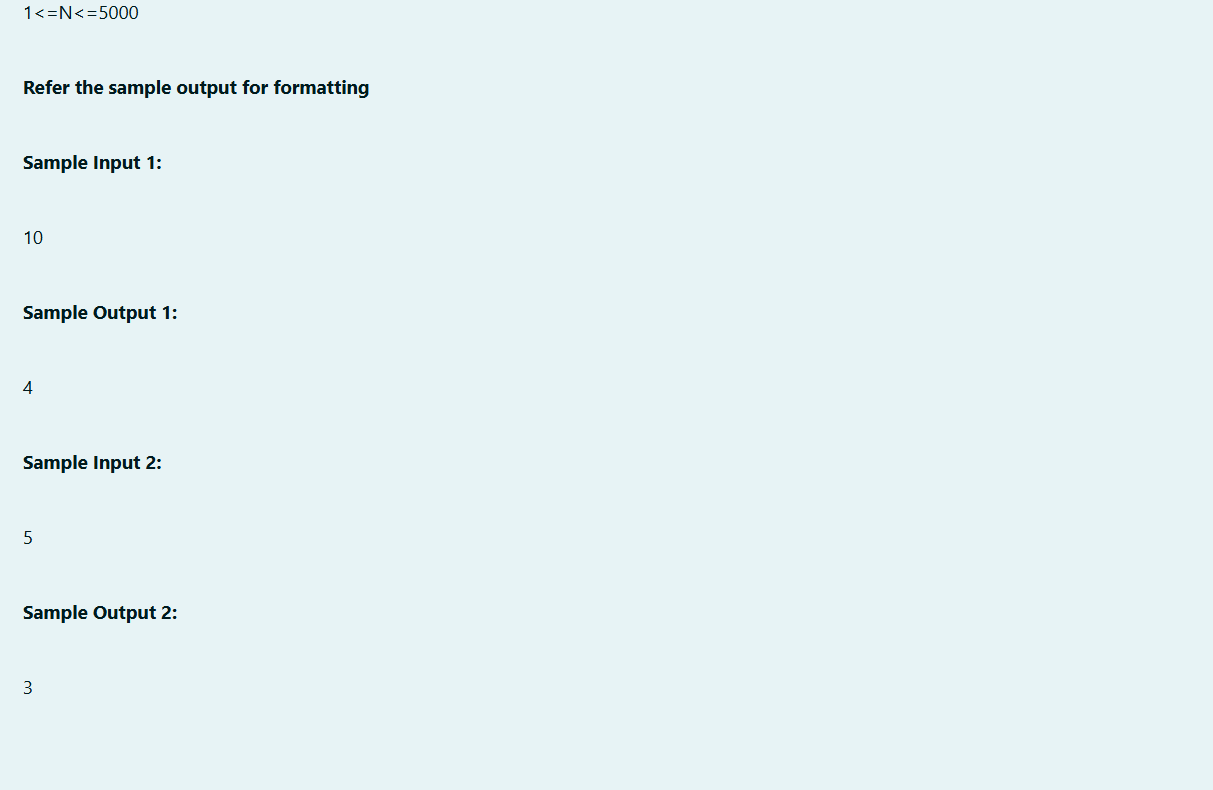 1<=N<=5000
Refer the sample output for formatting
Sample Input 1:
10
Sample Output 1:
4
Sample Input 2:
5
Sample Output 2:
3